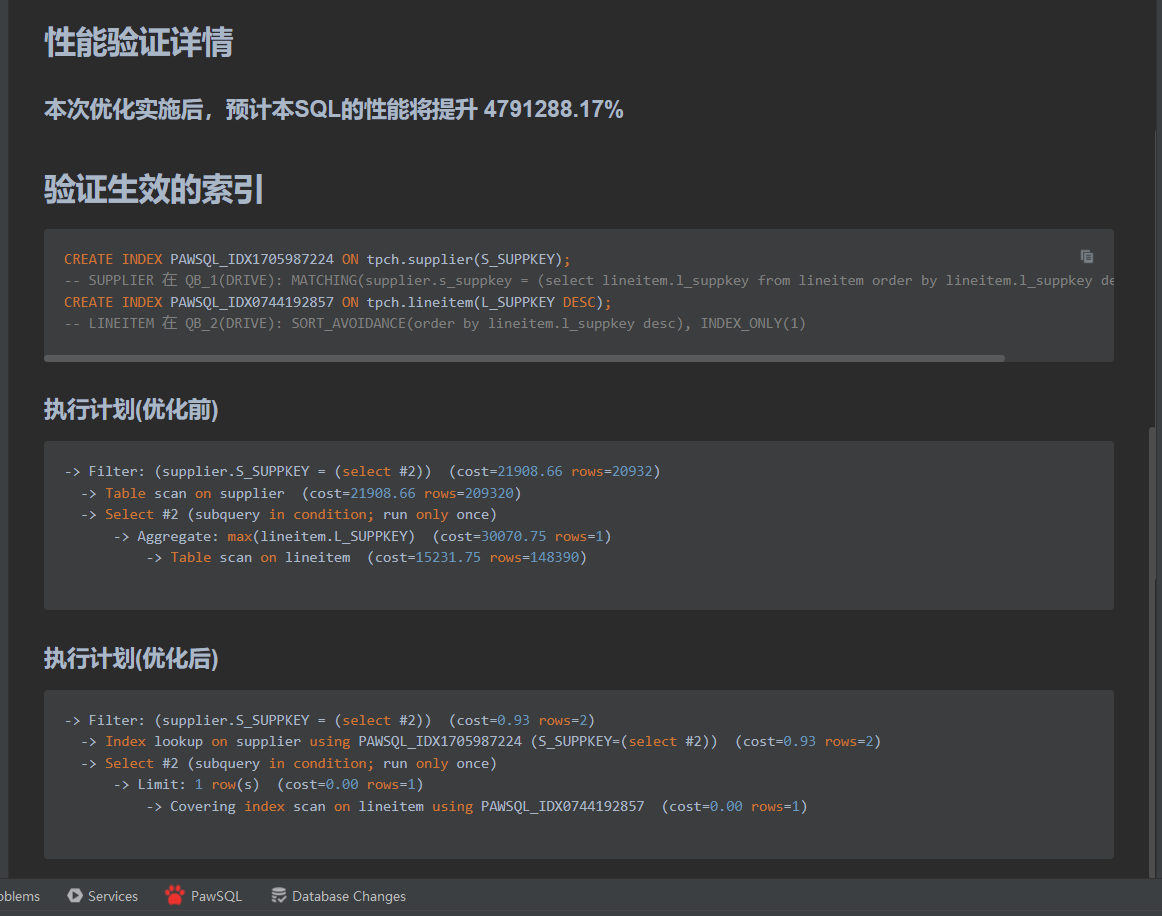 性能验证详情
本次优化实施后，预计本SQL的性能将提升 4791288.17%
验证生效的索引
CREATE INDEX PAWSQL_IDX1705987224 ON tpch.supplier(S_SUPPKEY);
-- SUPPLIER 在 QB_1(DRIVE): MATCHING(supplier.s_suppkey = (select lineitem.l_suppkey from lineitem order by lineitem.l_suppkey de
CREATE INDEX PAWSQL_IDX0744192857 ON tpch.lineitem(L_SUPPKEY DESC);
-- LINEITEM 在 QB_2(DRIVE): SORT_AVOIDANCE(order by lineitem.l_suppkey desc), INDEX_ONLY(1)
执行计划(优化前)
-> Filter: (supplier.S_SUPPKEY = (select #2))  (cost=21908.66 rows=20932)
-> Table scan on supplier  (cost=21908.66 rows=209320)
-> Select #2 (subquery in condition; run only once)
-> Aggregate: max(lineitem.L_SUPPKEY)  (cost=30070.75 rows=1)
-> Table scan on lineitem  (cost=15231.75 rows=148390)
执行计划(优化后)
-> Filter: (supplier.S_SUPPKEY = (select #2))  (cost=0.93 rows=2)
-> Index lookup on supplier using PAWSQL_IDX1705987224 (S_SUPPKEY=(select #2))  (cost=0.93 rows=2)
-> Select #2 (subquery in condition; run only once)
-> Limit: 1 row(s)  (cost=0.00 rows=1)
-> Covering index scan on lineitem using PAWSQL_IDX0744192857  (cost=0.00 rows=1)
oblems Services PawSQL Database Changes